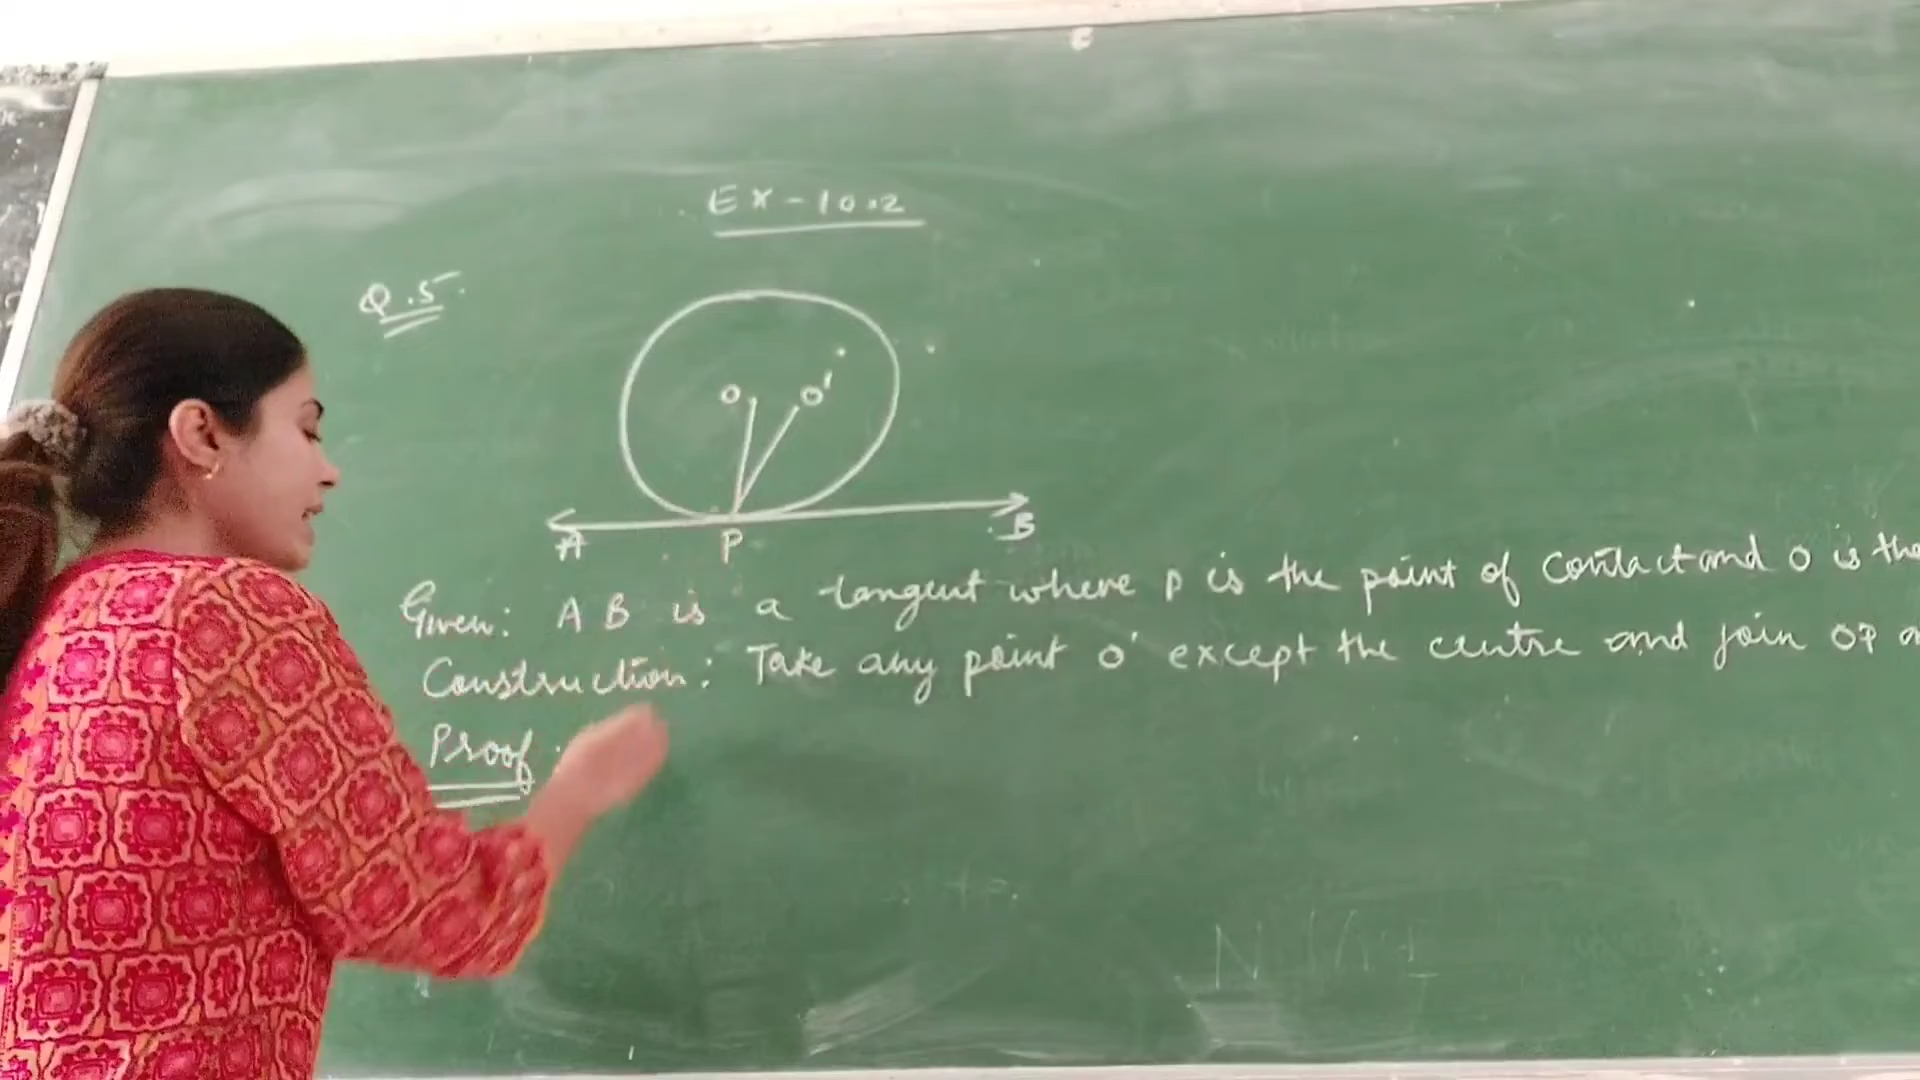 Ex-10.2
Q.5.
O O'
A P B
Given: AB is a tangent where P is the point of contact and O is the
Construction: Take any point O' except the centre and join OP
Proof: